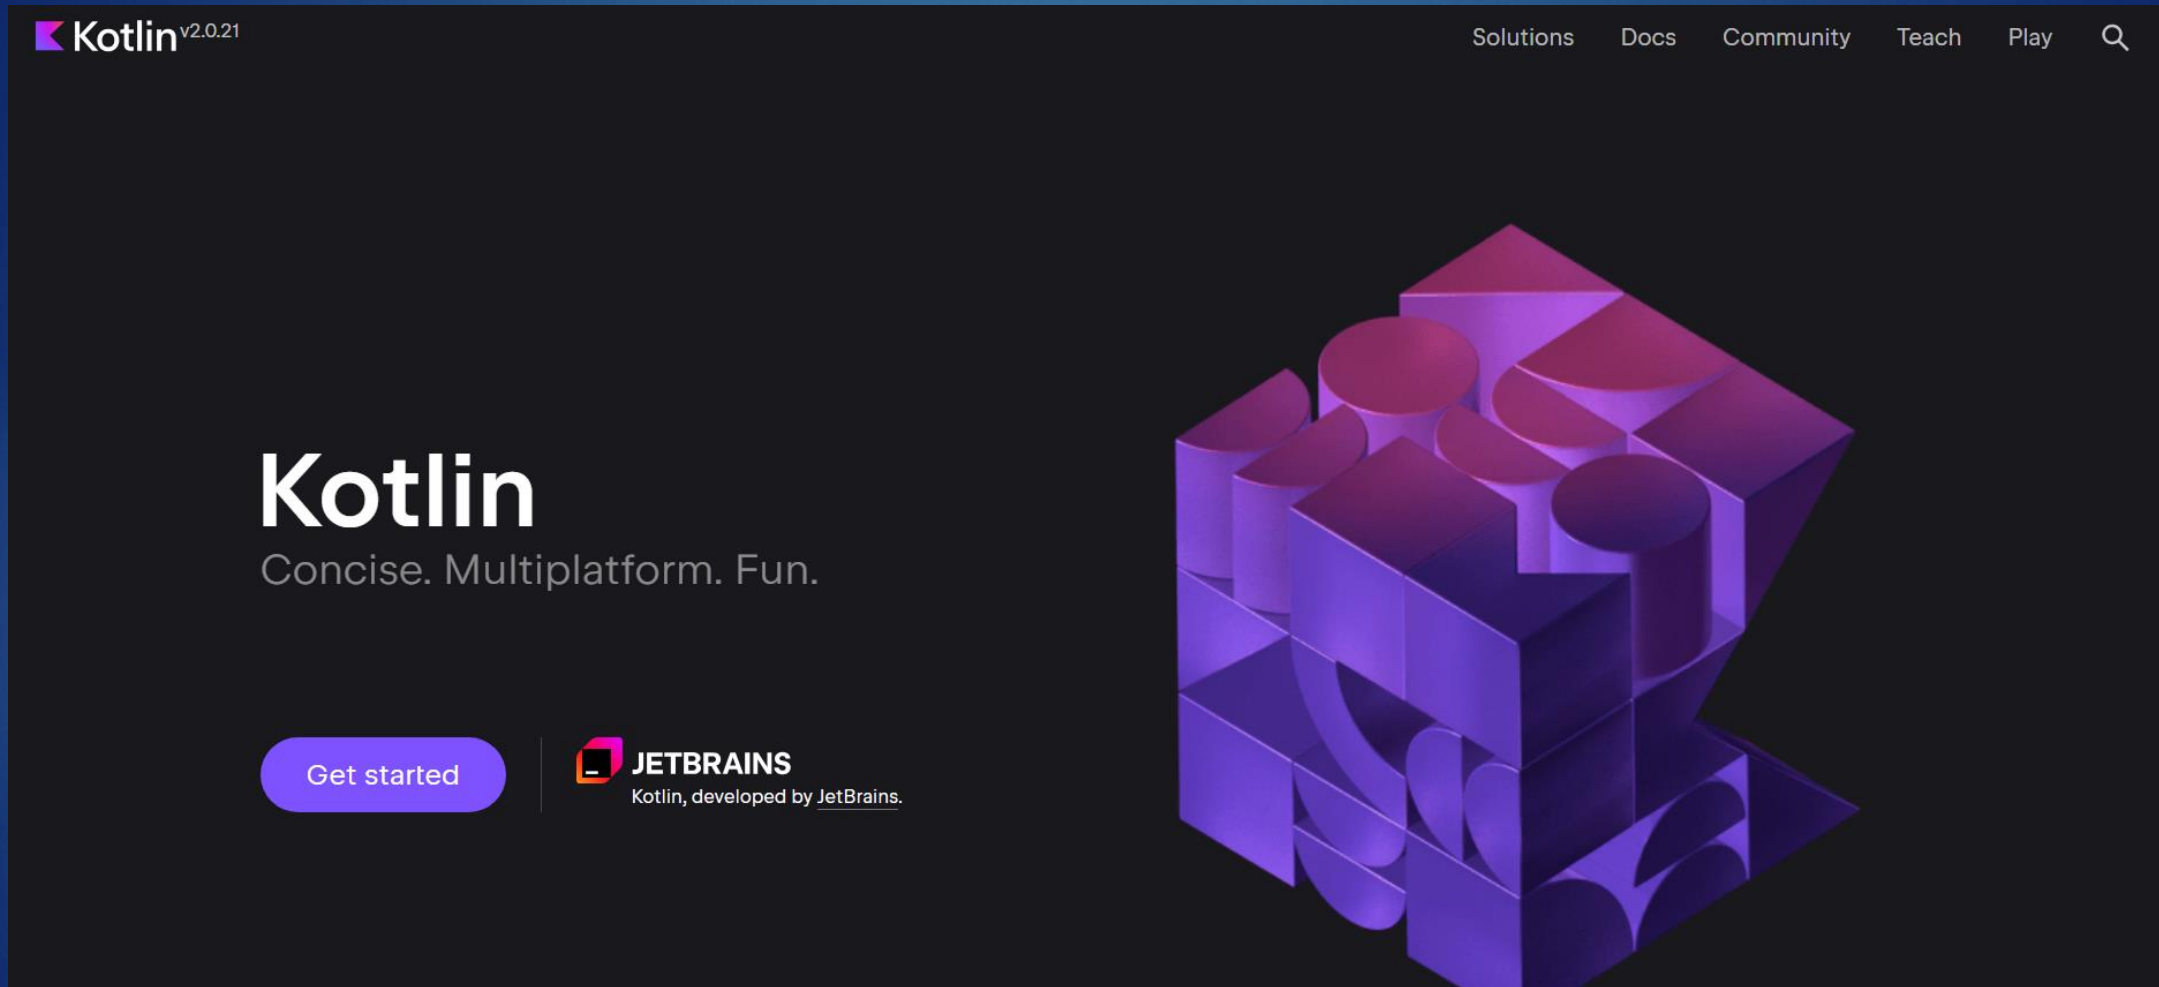 Kotlin v2.0.21
Solutions Docs Community Teach Play
Kotlin
Concise. Multiplatform. Fun.
Get started
JETBRAINS
Kotlin, developed by JetBrains.